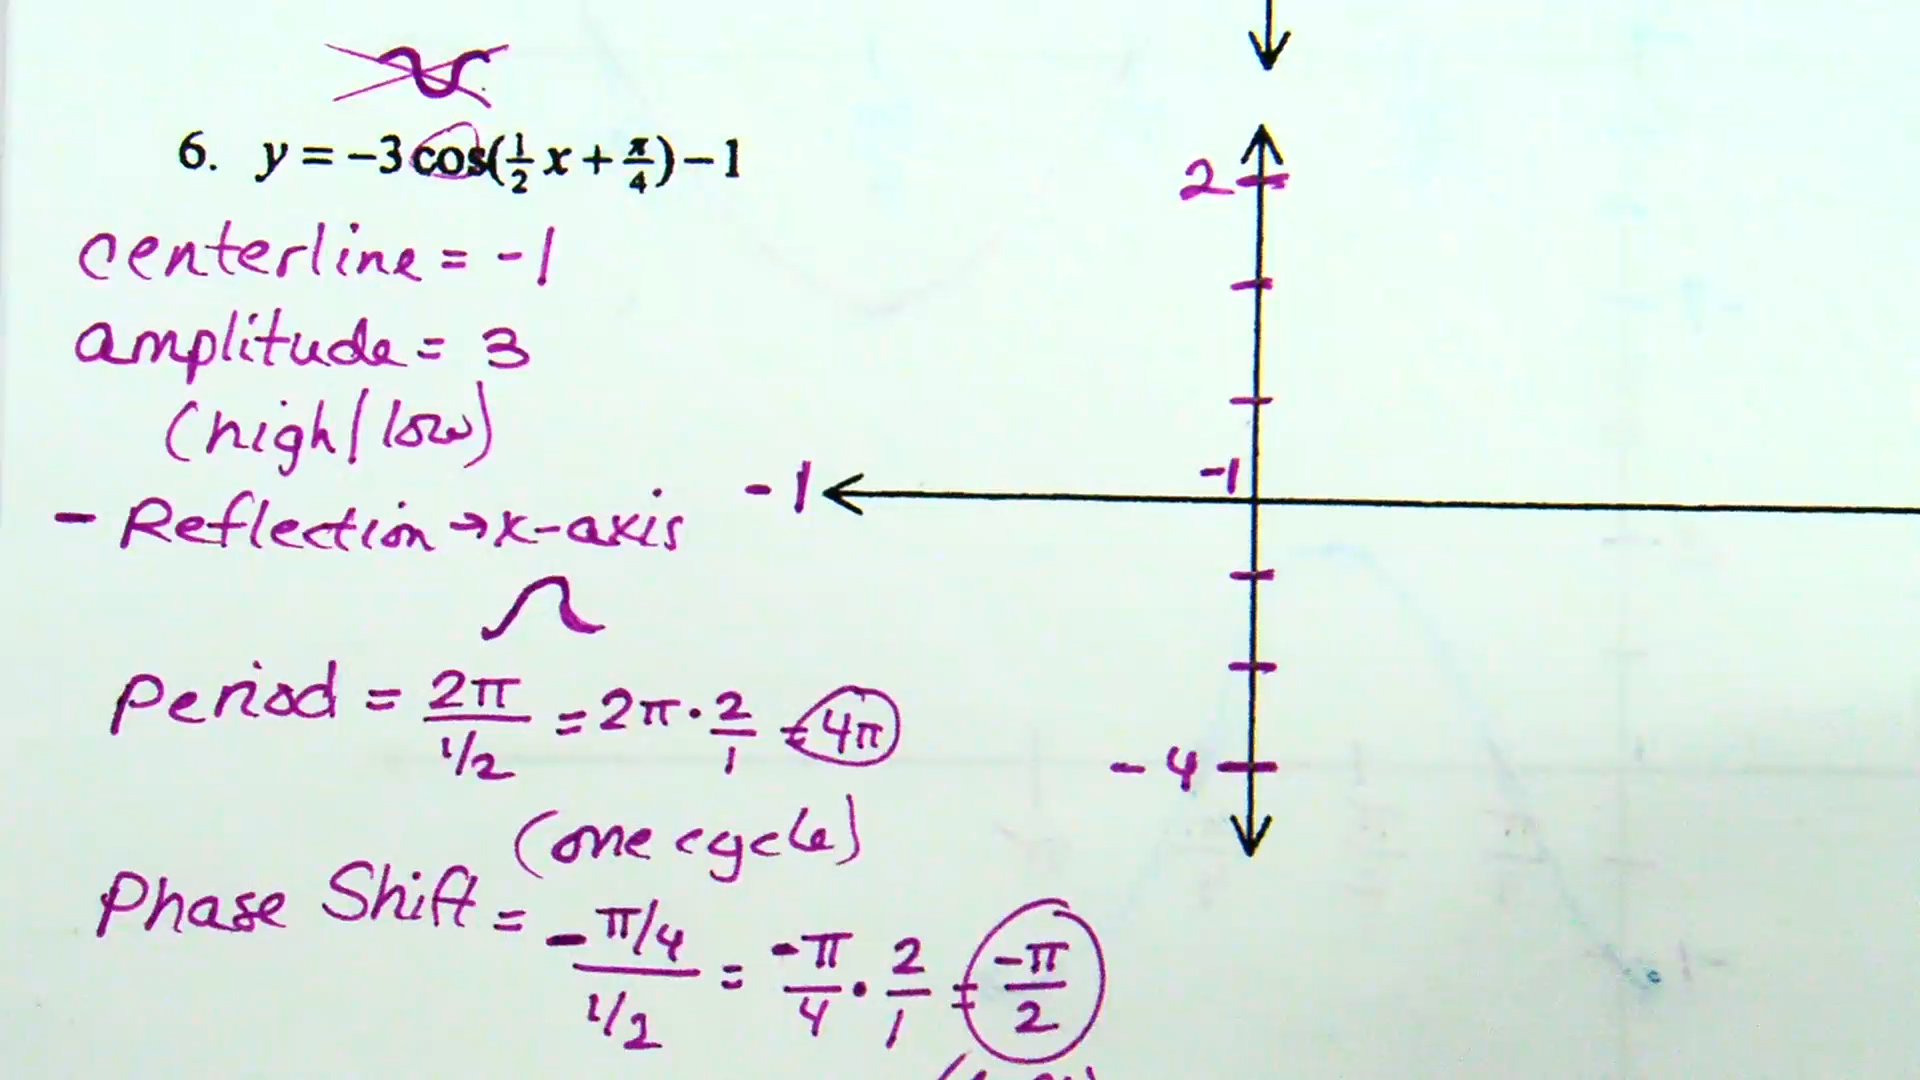 6. y = -3 cos(1/2 x + π/4) - 1
centerline = -1
amplitude = 3
(high/low)
- Reflection → x-axis
Period = 2π / 1/2 = 2π · 2/1 = 4π
(one cycle)
Phase Shift = -π/4 / 1/2 = -π/4 · 2/1 = -π/2
2
-1
-1
-4